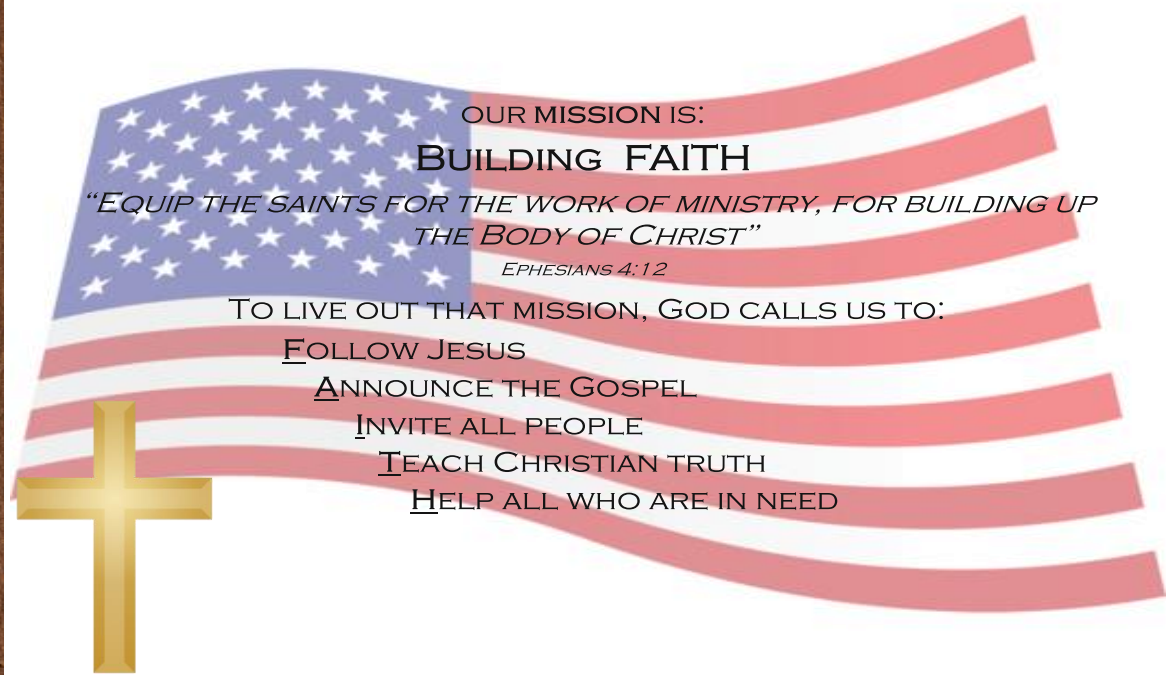 OUR MISSION IS:
BUILDING FAITH
“EQUIP THE SAINTS FOR THE WORK OF MINISTRY, FOR BUILDING UP
THE BODY OF CHRIST”
EPHESIANS 4:12
TO LIVE OUT THAT MISSION, GOD CALLS US TO:
FOLLOW JESUS
ANNOUNCE THE GOSPEL
INVITE ALL PEOPLE
TEACH CHRISTIAN TRUTH
HELP ALL WHO ARE IN NEED